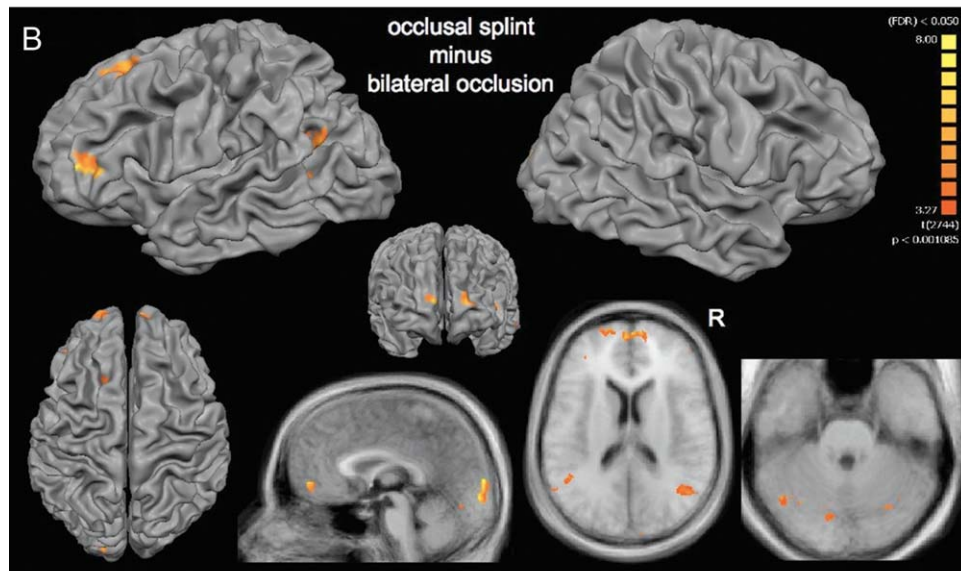 B
occlusal splint
minus
bilateral occlusion
(FDR) < 0.050
8.00
3.27
t(2744)
p < 0.001085
R